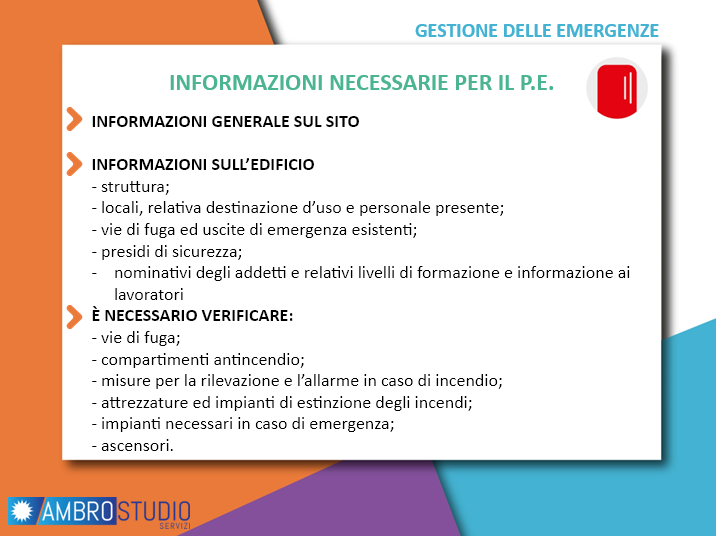 GESTIONE DELLE EMERGENZE
INFORMAZIONI NECESSARIE PER IL P.E.
INFORMAZIONI GENERALE SUL SITO
INFORMAZIONI SULL'EDIFICIO
- struttura;
- locali, relativa destinazione d'uso e personale presente;
- vie di fuga ed uscite di emergenza esistenti;
- presidi di sicurezza;
- nominativi degli addetti e relativi livelli di formazione e informazione ai
lavoratori
È NECESSARIO VERIFICARE:
- vie di fuga;
- compartimenti antincendio;
- misure per la rilevazione e l'allarme in caso di incendio;
- attrezzature ed impianti di estinzione degli incendi;
- impianti necessari in caso di emergenza;
- ascensori.
AMBROSTUDIO
SERVIZI